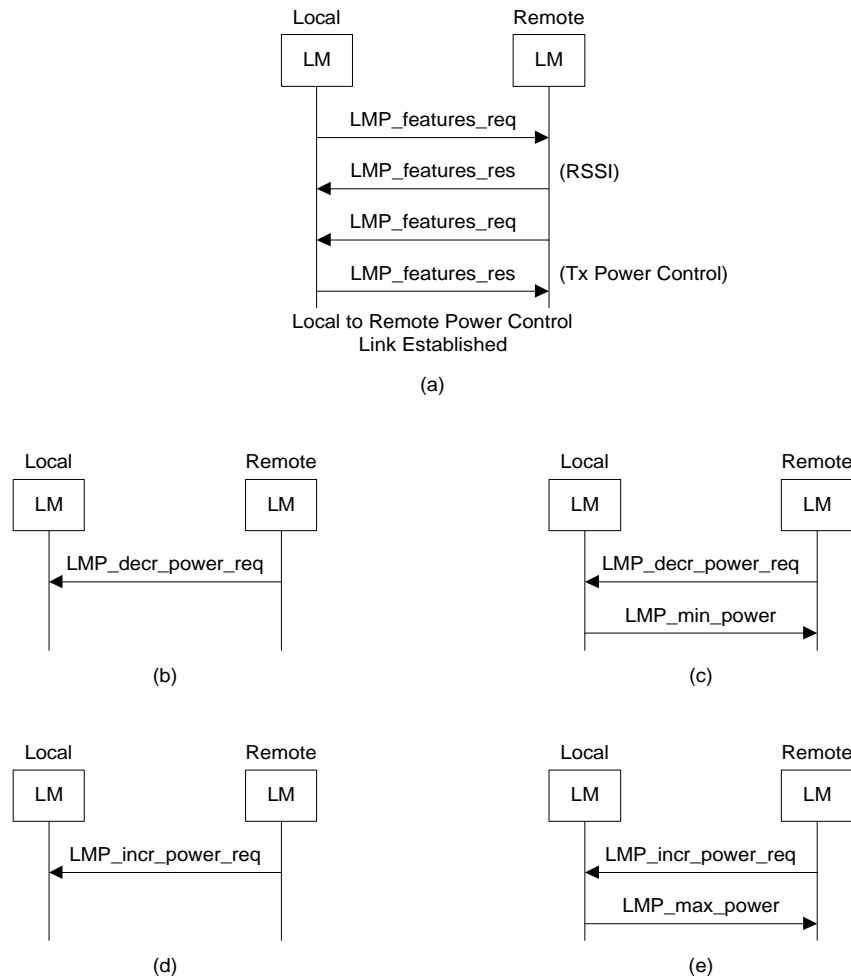 Local Remote
LM LM
LMP_features_req
LMP_features_res (RSSI)
LMP_features_req
LMP_features_res (Tx Power Control)
Local to Remote Power Control
Link Established
(a)
Local Remote
LM LM
LMP_decr_power_req
(b)
Local Remote
LM LM
LMP_decr_power_req
LMP_min_power
(c)
Local Remote
LM LM
LMP_incr_power_req
(d)
Local Remote
LM LM
LMP_incr_power_req
LMP_max_power
(e)